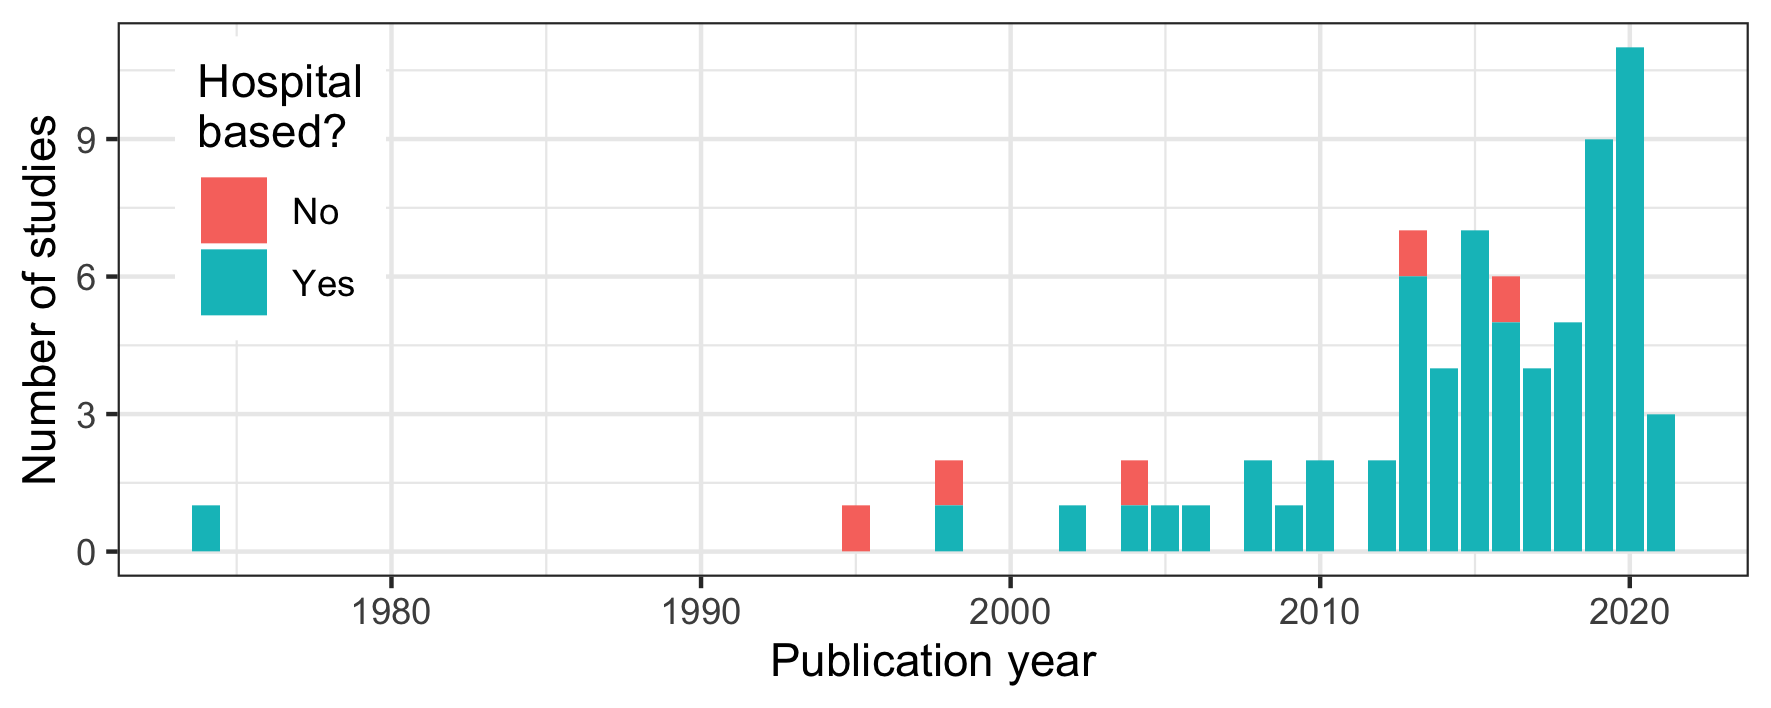 Hospital
based?
No
Yes
Number of studies
9
6
3
0
1980 1990 2000 2010 2020
Publication year